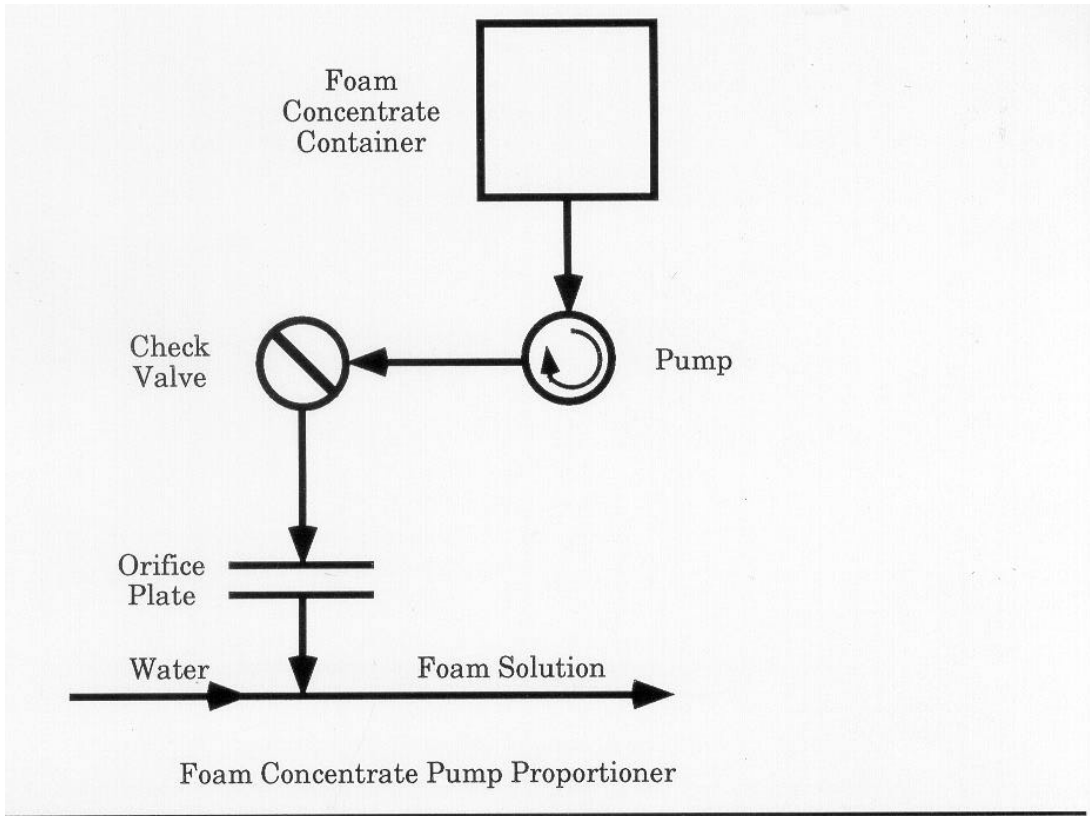 Foam
Concentrate
Container
Check
Valve
Pump
Orifice
Plate
Water
Foam Solution
Foam Concentrate Pump Proportioner